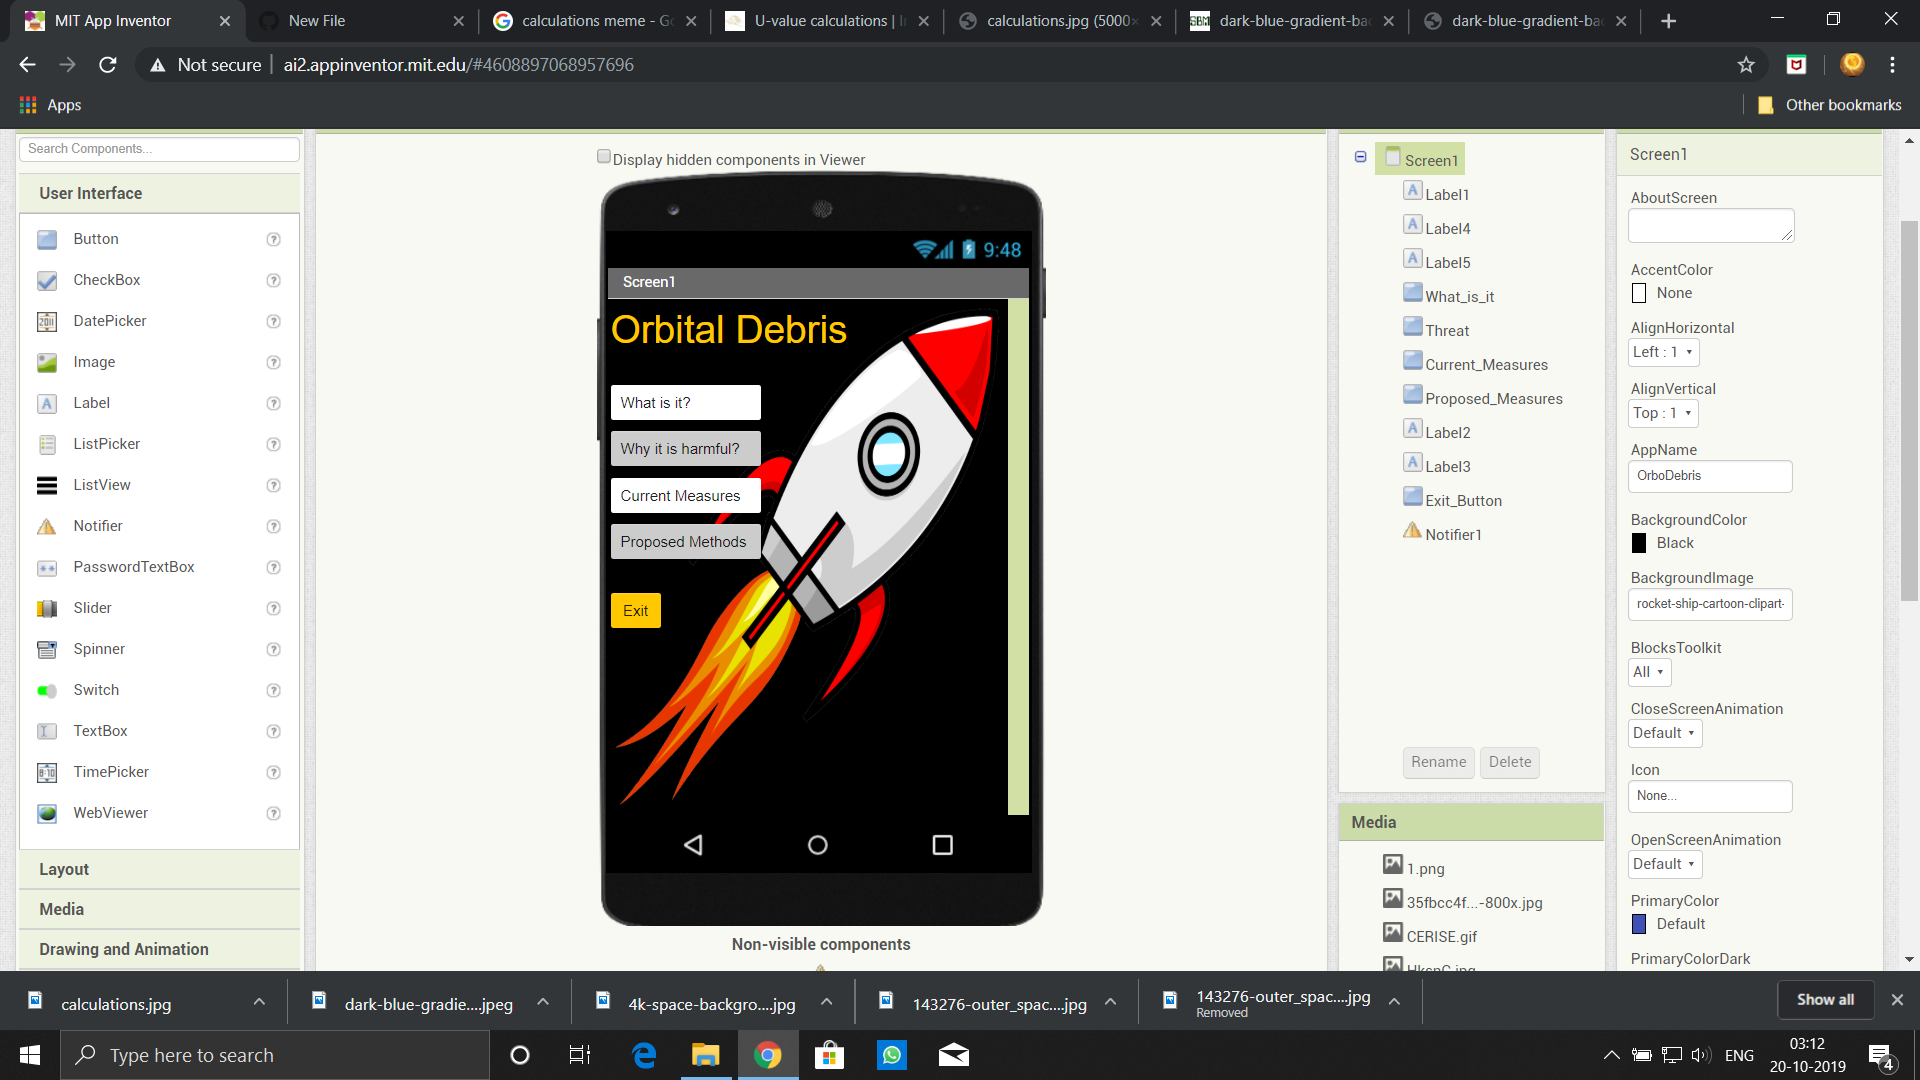 MIT App Inventor
New File
calculations meme - Go
U-value calculations | In
calculations.jpg (5000×
SBM
dark-blue-gradient-bac
dark-blue-gradient-bac
Not secure
ai2.appinventor.mit.edu/#4608897068957696
Apps
Other bookmarks
Search Components...
User Interface
Button
CheckBox
DatePicker
Image
Label
ListPicker
ListView
Notifier
PasswordTextBox
Slider
Spinner
Switch
TextBox
TimePicker
WebViewer
Layout
Media
Drawing and Animation
Display hidden components in Viewer
9:48
Screen1
Orbital Debris
What is it?
Why it is harmful?
Current Measures
Proposed Methods
Exit
Non-visible components
Screen1
Label1
Label4
Label5
What_is_it
Threat
Current_Measures
Proposed_Measures
Label2
Label3
Exit_Button
Notifier1
Rename
Delete
Media
1.png
35fbcc4f...-800x.jpg
CERISE.gif
Screen1
AboutScreen
AccentColor
None
AlignHorizontal
Left : 1
AlignVertical
Top : 1
AppName
OrboDebris
BackgroundColor
Black
BackgroundImage
rocket-ship-cartoon-clipart-
BlocksToolkit
All
CloseScreenAnimation
Default
Icon
None...
OpenScreenAnimation
Default
PrimaryColor
Default
PrimaryColorDark
calculations.jpg
dark-blue-gradie....jpeg
4k-space-backgro....jpg
143276-outer_spac....jpg
143276-outer_spac....jpg
Removed
Show all
Type here to search
ENG
03:12
20-10-2019
4